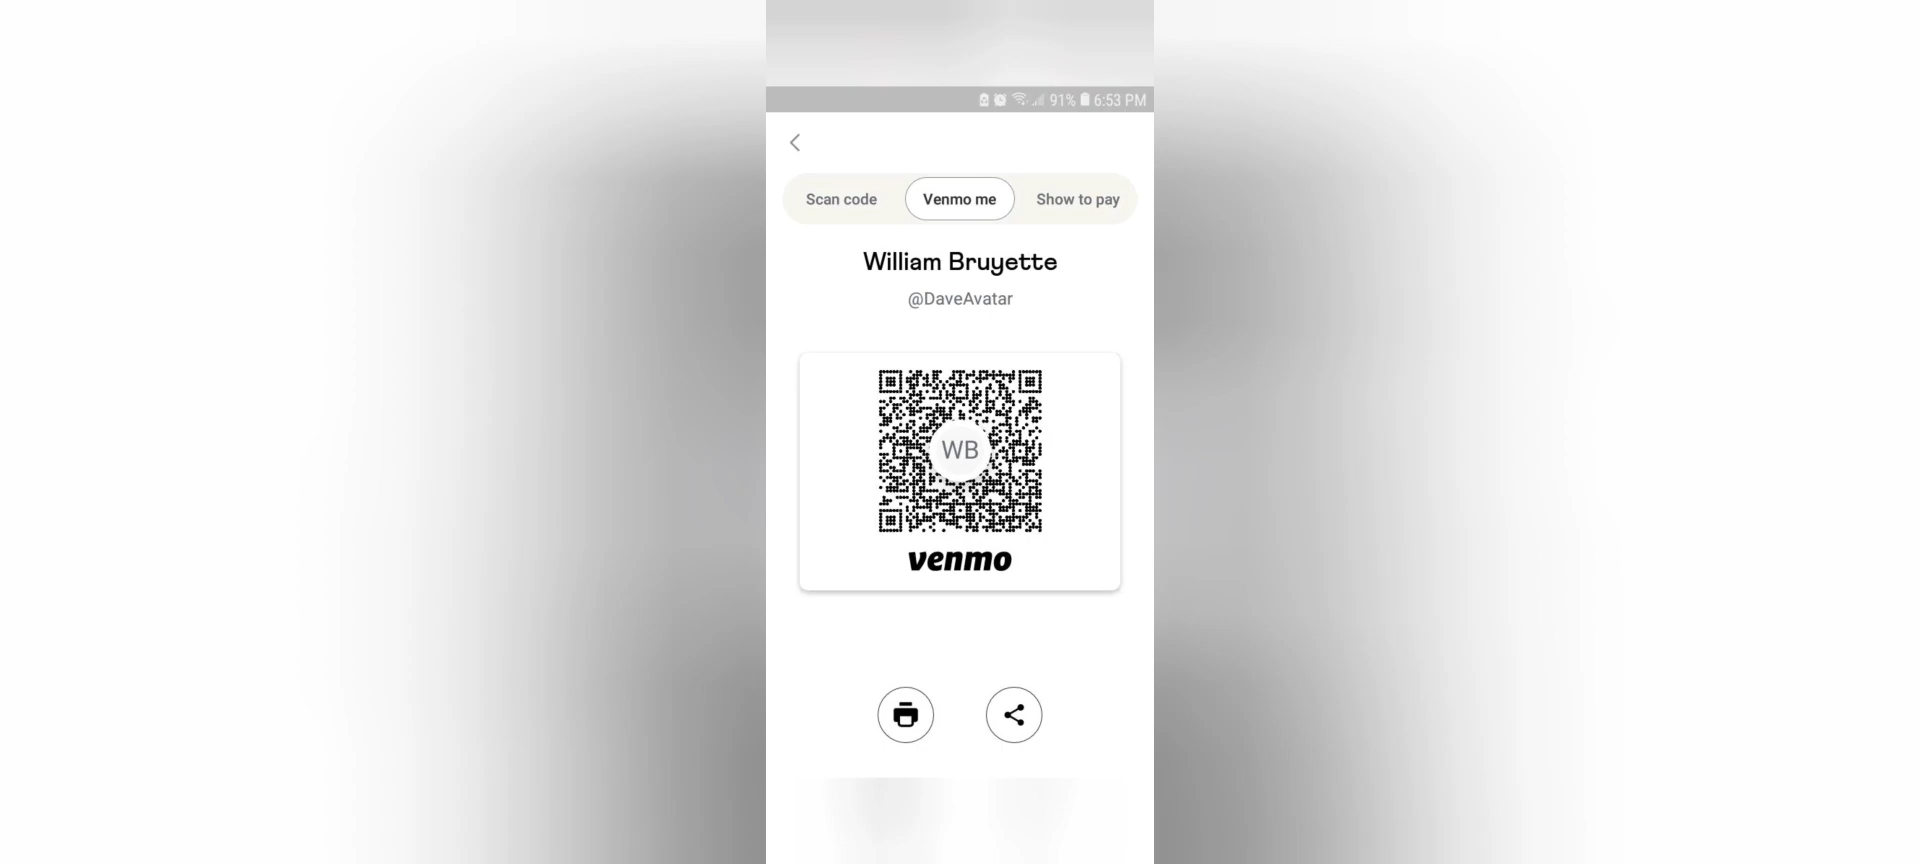 91% 6:53 PM
Scan code Venmo me Show to pay
William Bruyette
@DaveAvatar
WB
venmo